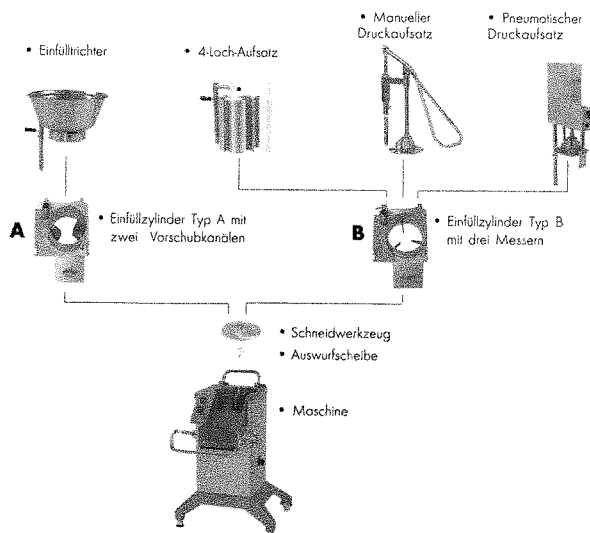 • Einfülltrichter
• 4-Loch-Aufsatz
• Manueller
Druckaufsatz
• Pneumatischer
Druckaufsatz
A
• Einfüllzylinder Typ A mit
zwei Vorschubkanälen
B
• Einfüllzylinder Typ B
mit drei Messern
• Schneidwerkzeug
• Auswurfscheibe
• Maschine